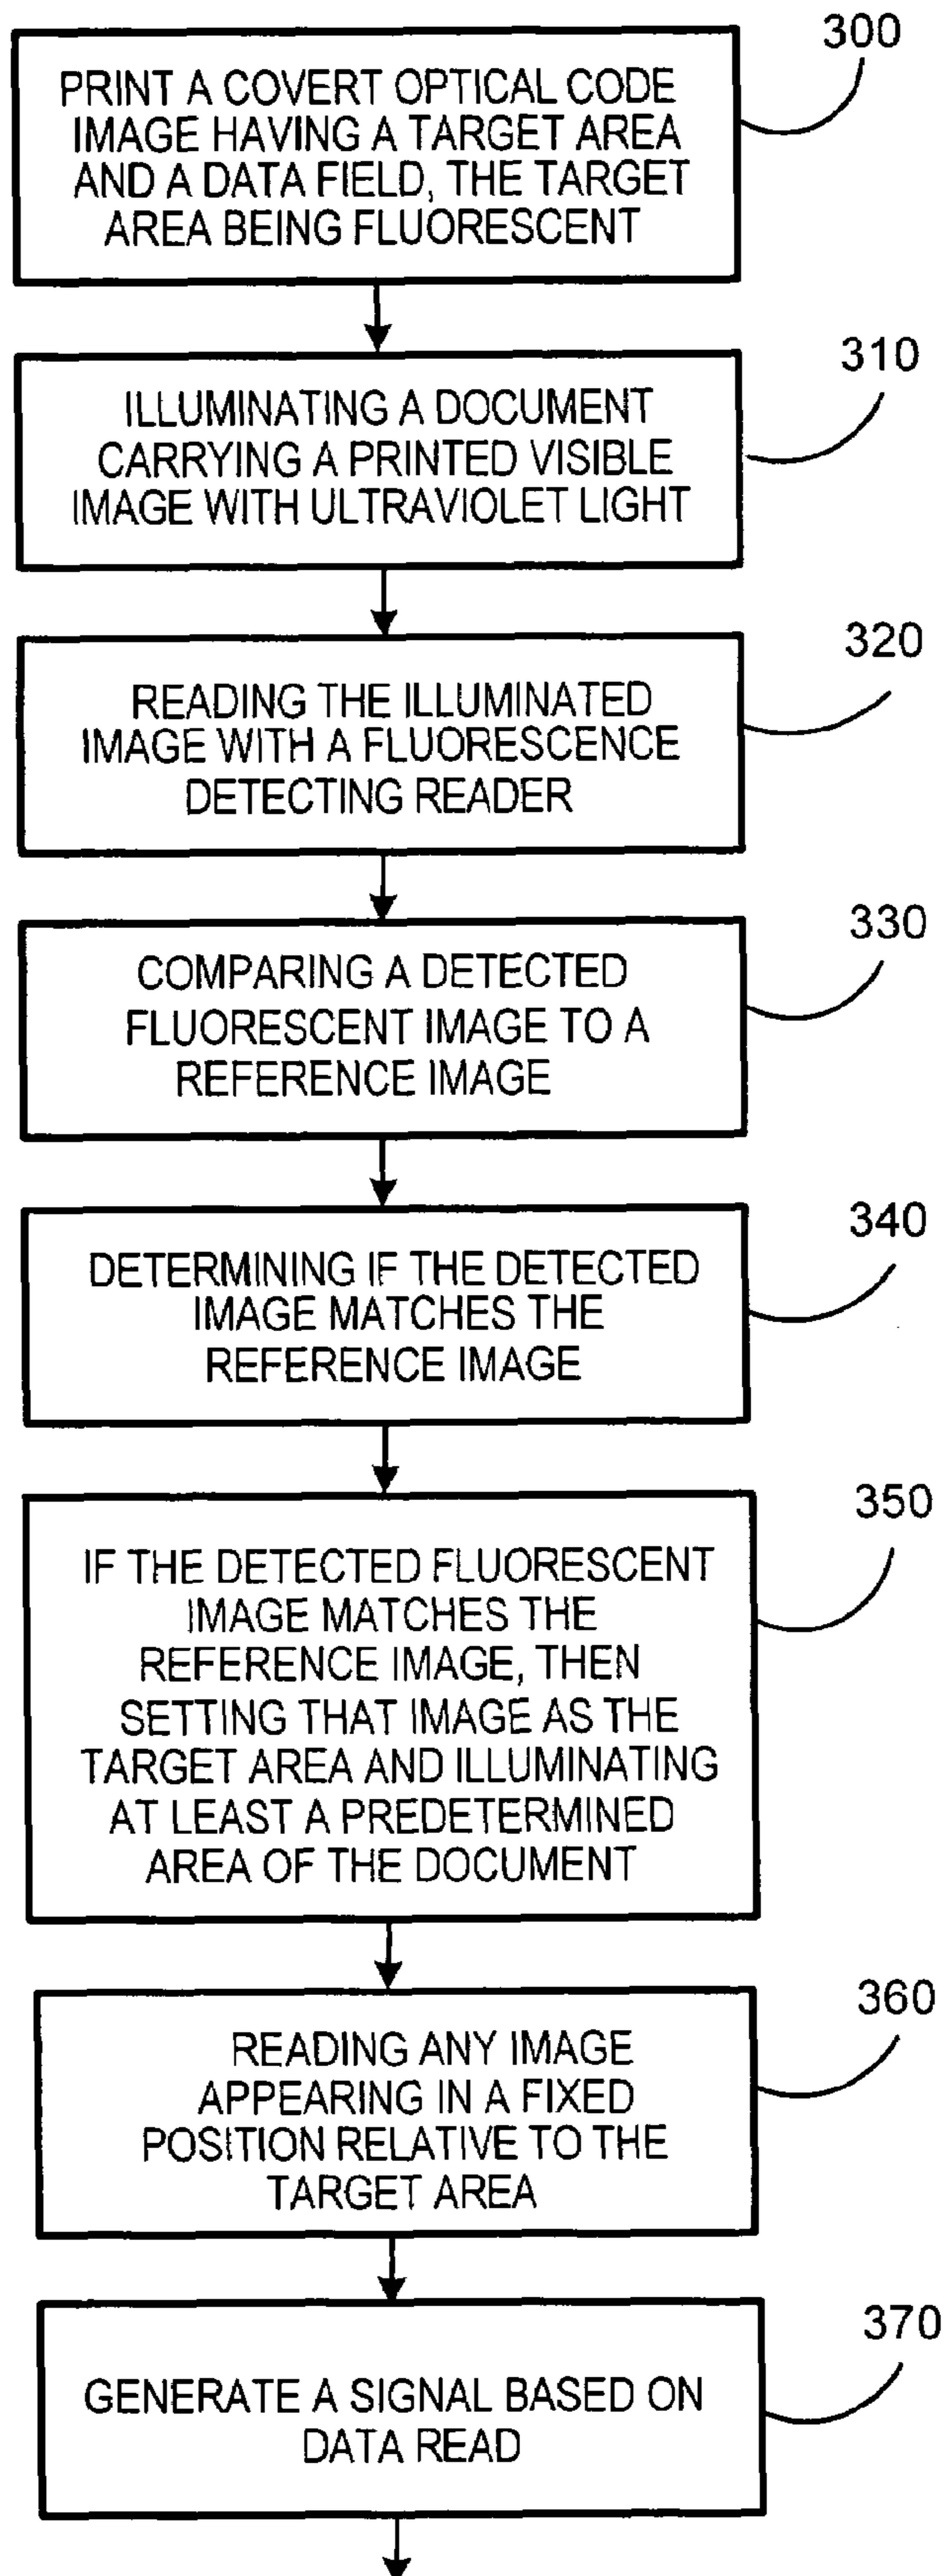 300
PRINT A COVERT OPTICAL CODE
IMAGE HAVING A TARGET AREA
AND A DATA FIELD, THE TARGET
AREA BEING FLUORESCENT
310
ILLUMINATING A DOCUMENT
CARRYING A PRINTED VISIBLE
IMAGE WITH ULTRAVIOLET LIGHT
320
READING THE ILLUMINATED
IMAGE WITH A FLUORESCENCE
DETECTING READER
330
COMPARING A DETECTED
FLUORESCENT IMAGE TO A
REFERENCE IMAGE
340
DETERMINING IF THE DETECTED
IMAGE MATCHES THE
REFERENCE IMAGE
350
IF THE DETECTED FLUORESCENT
IMAGE MATCHES THE
REFERENCE IMAGE, THEN
SETTING THAT IMAGE AS THE
TARGET AREA AND ILLUMINATING
AT LEAST A PREDETERMINED
AREA OF THE DOCUMENT
360
READING ANY IMAGE
APPEARING IN A FIXED
POSITION RELATIVE TO THE
TARGET AREA
370
GENERATE A SIGNAL BASED ON
DATA READ